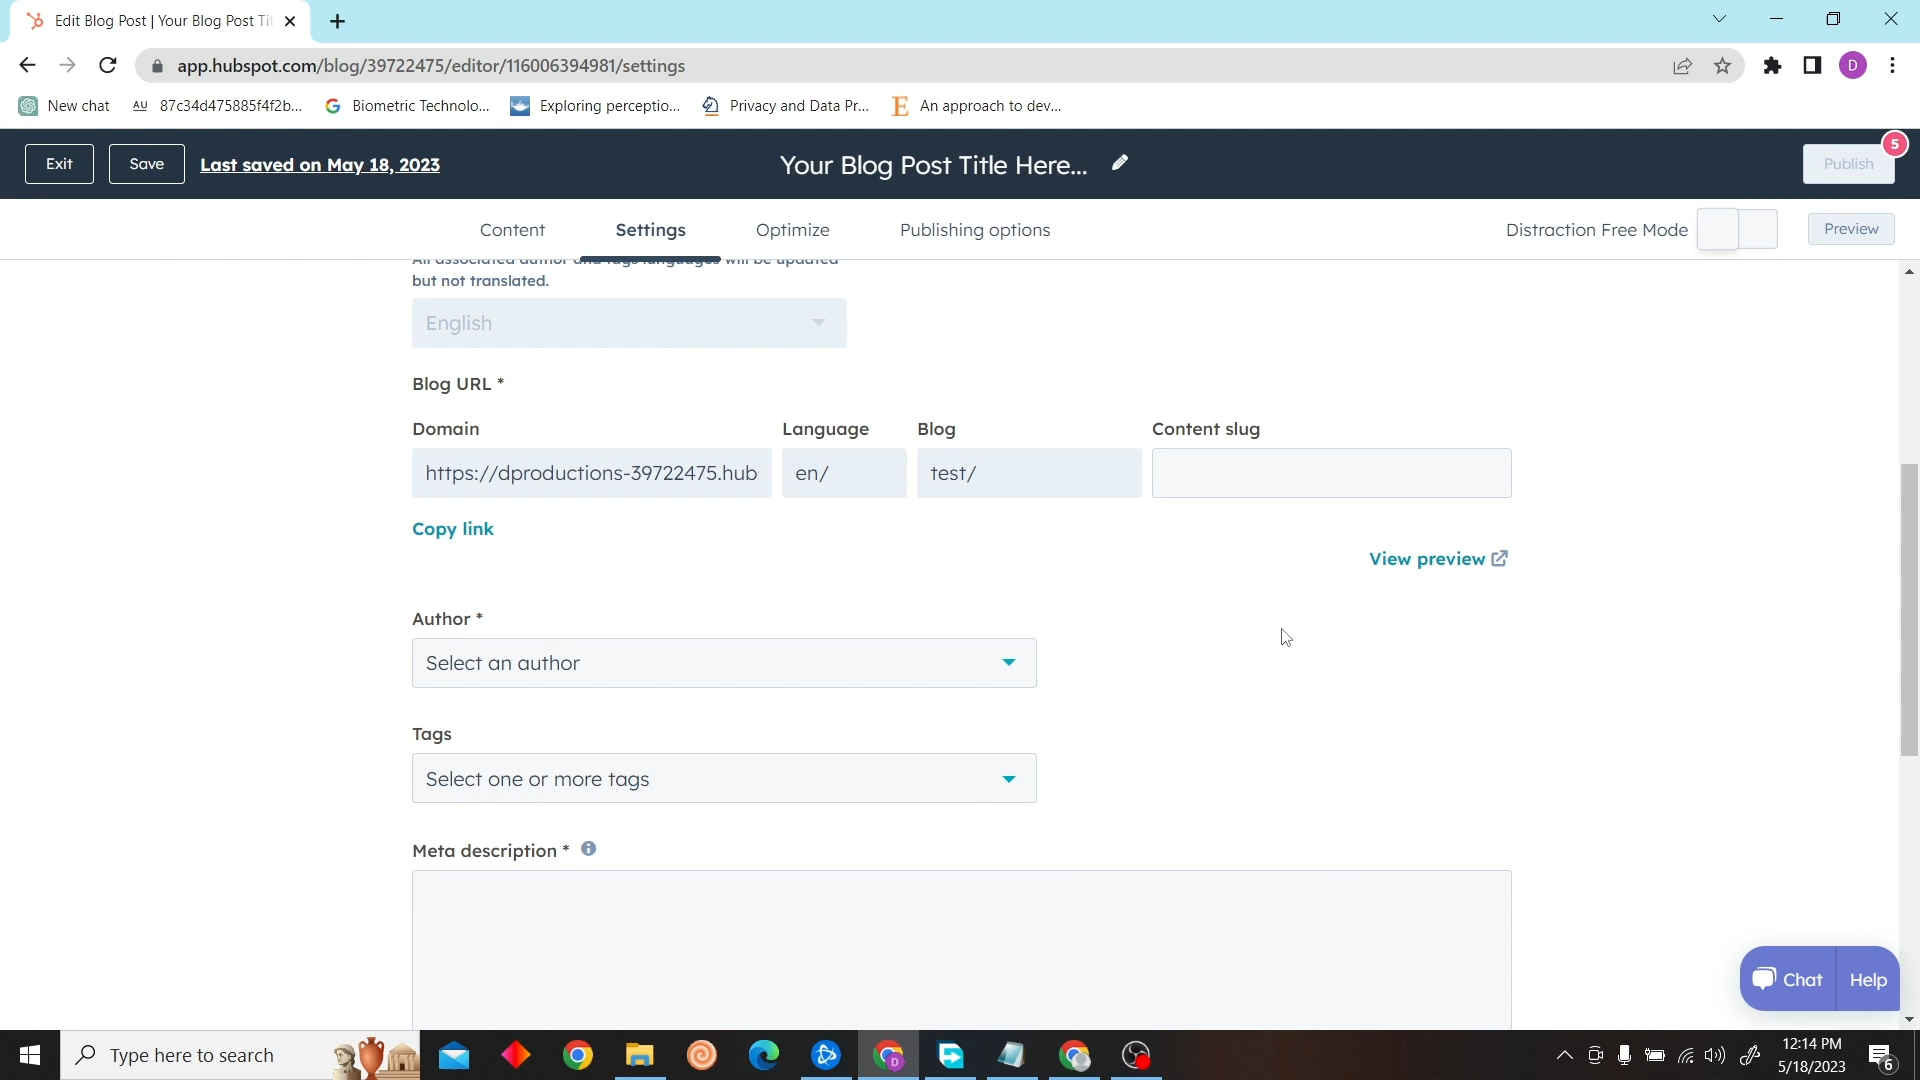 Edit Blog Post | Your Blog Post Tit
app.hubspot.com/blog/39722475/editor/116006394981/settings
D
New chat
AU 87c34d475885f4f2b...
Biometric Technolo...
Exploring perceptio...
Privacy and Data Pr...
E An approach to dev...
Exit
Save
Last saved on May 18, 2023
Your Blog Post Title Here...
Publish
5
Content
Settings
Optimize
Publishing options
Distraction Free Mode
Preview
All associated author and tags languages will be updated
but not translated.
English
Blog URL *
Domain
Language
Blog
Content slug
https://dproductions-39722475.hub
en/
test/
Copy link
View preview
Author *
Select an author
Tags
Select one or more tags
Meta description *
Chat
Help
Type here to search
D
12:14 PM
5/18/2023
6